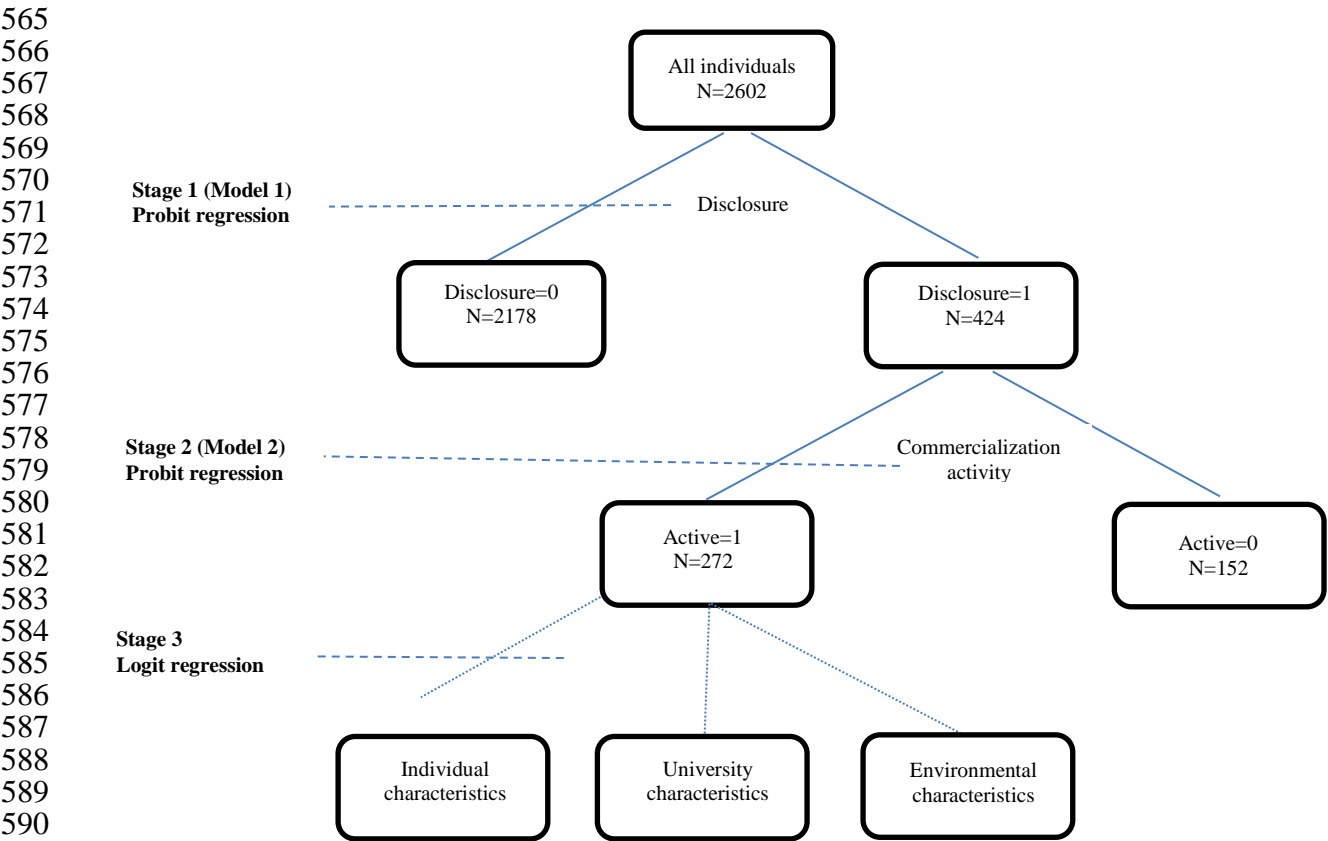 565
566
All individuals
567
N=2602
568
569
570
Stage 1 (Model 1)
571
Probit regression
Disclosure
572
573
Disclosure=0
Disclosure=1
574
N=2178
N=424
575
576
577
578
Stage 2 (Model 2)
Commercialization
579
Probit regression
activity
580
581
Active=1
Active=0
582
N=272
N=152
583
584
Stage 3
585
Logit regression
586
587
588
Individual
University
Environmental
589
characteristics
characteristics
characteristics
590